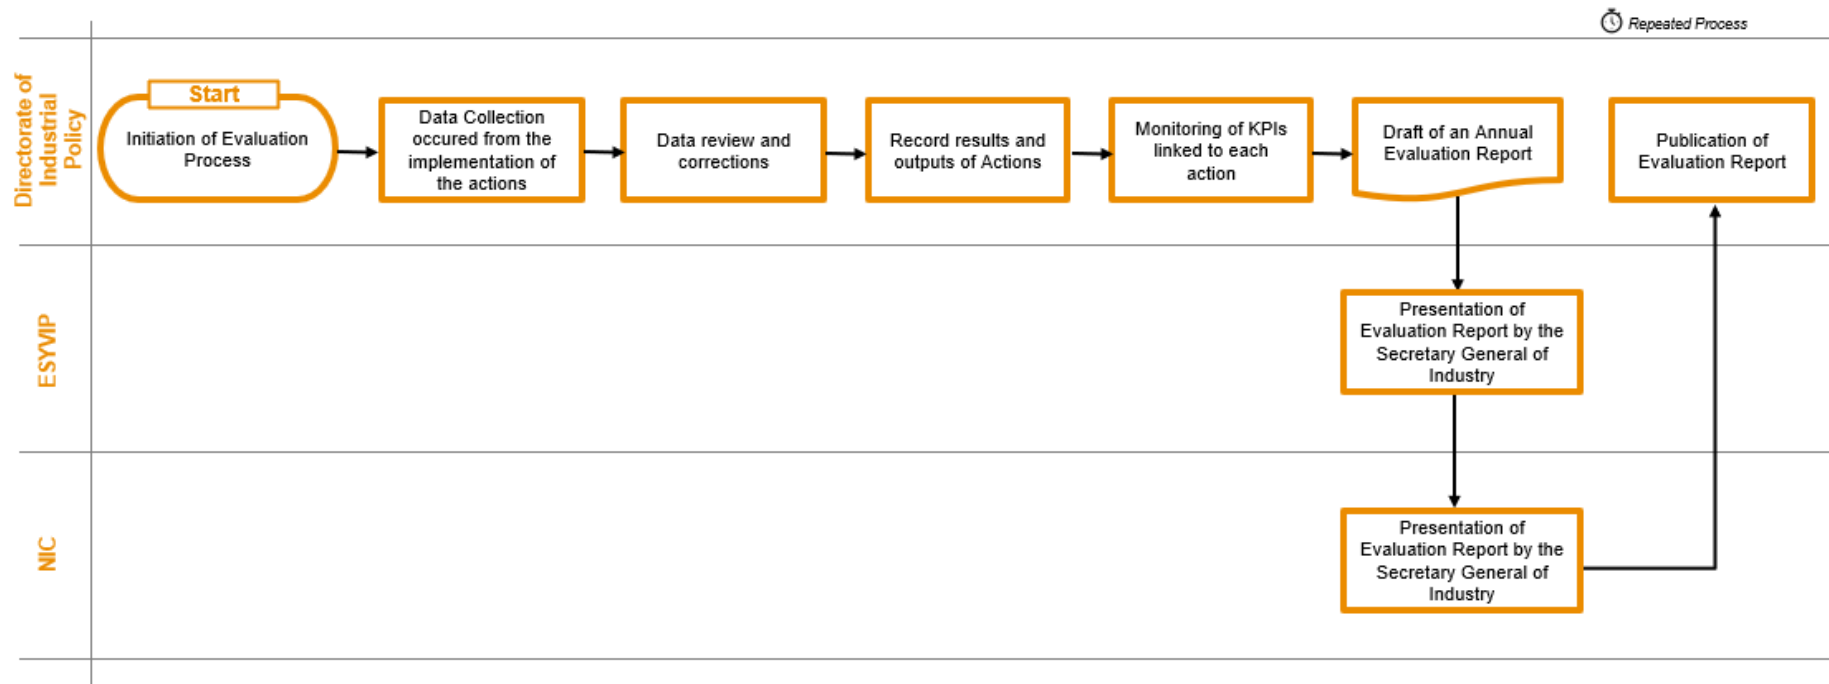 Repeated Process
Directorate of
Industrial
Policy
Start
Initiation of Evaluation
Process
Data Collection
occured from the
implementation of
the actions
Data review and
corrections
Record results and
outputs of Actions
Monitoring of KPIs
linked to each
action
Draft of an Annual
Evaluation Report
Publication of
Evaluation Report
ESYVIP
Presentation of
Evaluation Report by the
Secretary General of
Industry
NIC
Presentation of
Evaluation Report by the
Secretary General of
Industry